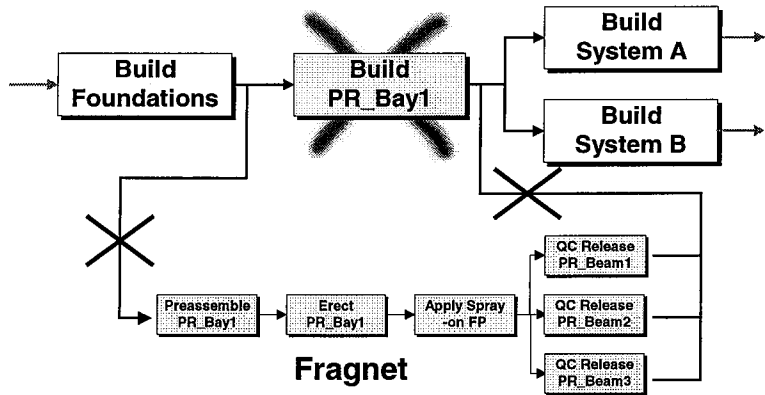 Build
Foundations
Build
PR_Bay1
Build
System A
Build
System B
Preassemble
PR_Bay1
Erect
PR_Bay1
Apply Spray
-on FP
QC Release
PR_Beam1
QC Release
PR_Beam2
QC Release
PR_Beam3
Fragnet